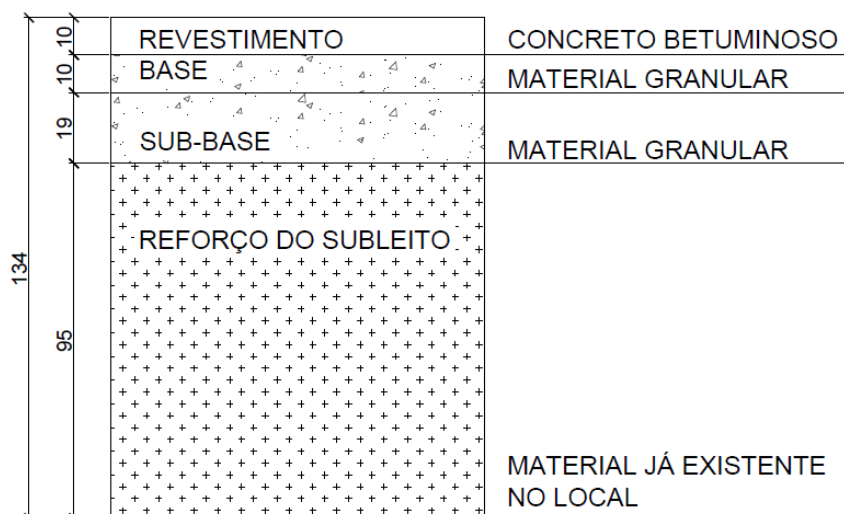 10
REVESTIMENTO
CONCRETO BETUMINOSO
10
BASE
MATERIAL GRANULAR
19
SUB-BASE
MATERIAL GRANULAR
REFORÇO DO SUBLEITO
134
95
MATERIAL JÁ EXISTENTE
NO LOCAL